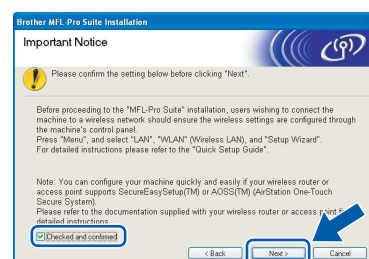 Brother MFL-Pro Suite Installation
Important Notice
Please confirm the setting below before clicking "Next".
Before proceeding to the "MFL-Pro Suite" installation, users wishing to connect the
machine to a wireless network should ensure the wireless settings are configured through
the machine's control panel.
Press "Menu", and select "LAN", "WLAN" (Wireless LAN), and "Setup Wizard".
For detailed instructions please refer to the "Quick Setup Guide".
Note: You can configure your machine quickly and easily if your wireless router or
access point supports SecureEasySetup(TM) or AOSS(TM) (AirStation One-Touch
Secure System).
Please refer to the documentation supplied with your wireless router or access point
detailed instructions
Checked and confirmed
< Back
Next >
Cancel